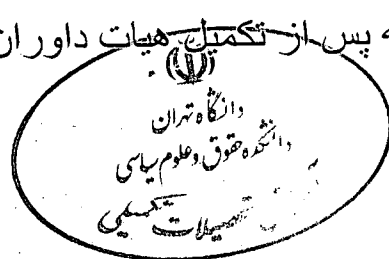 پس از تکمیل هیات داوران
دانشگاه تهران
دانشکده حقوق و علوم سیاسی
تحصیلات تکمیلی